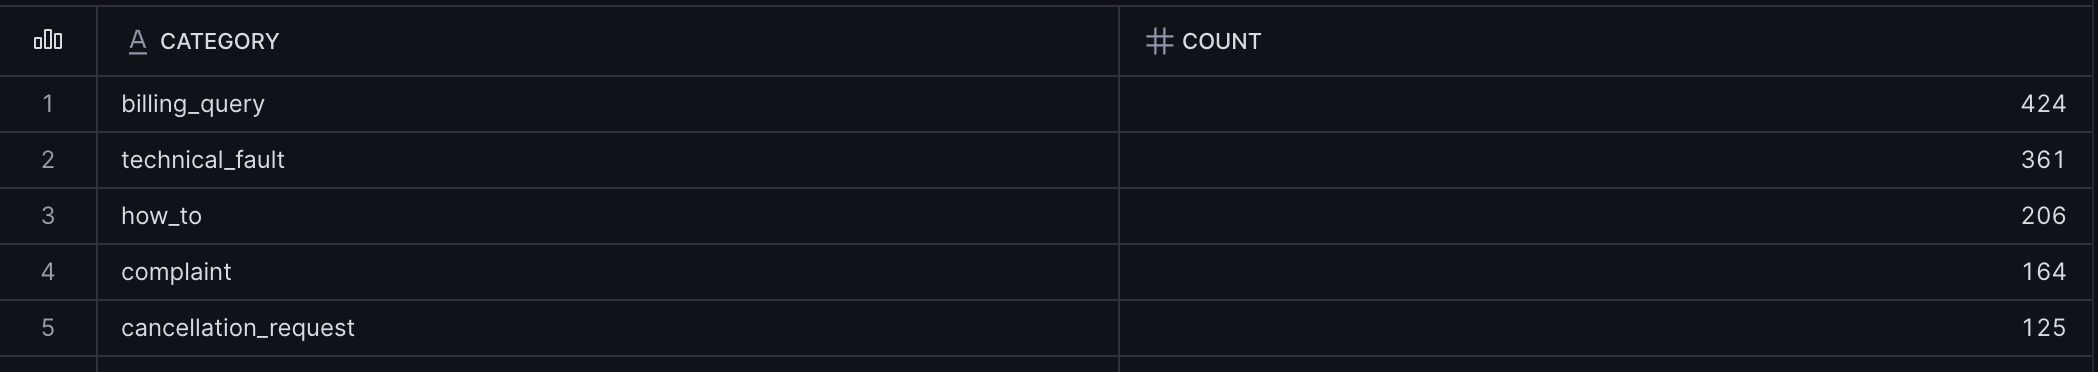 CATEGORY COUNT
1 billing_query 424
2 technical_fault 361
3 how_to 206
4 complaint 164
5 cancellation_request 125